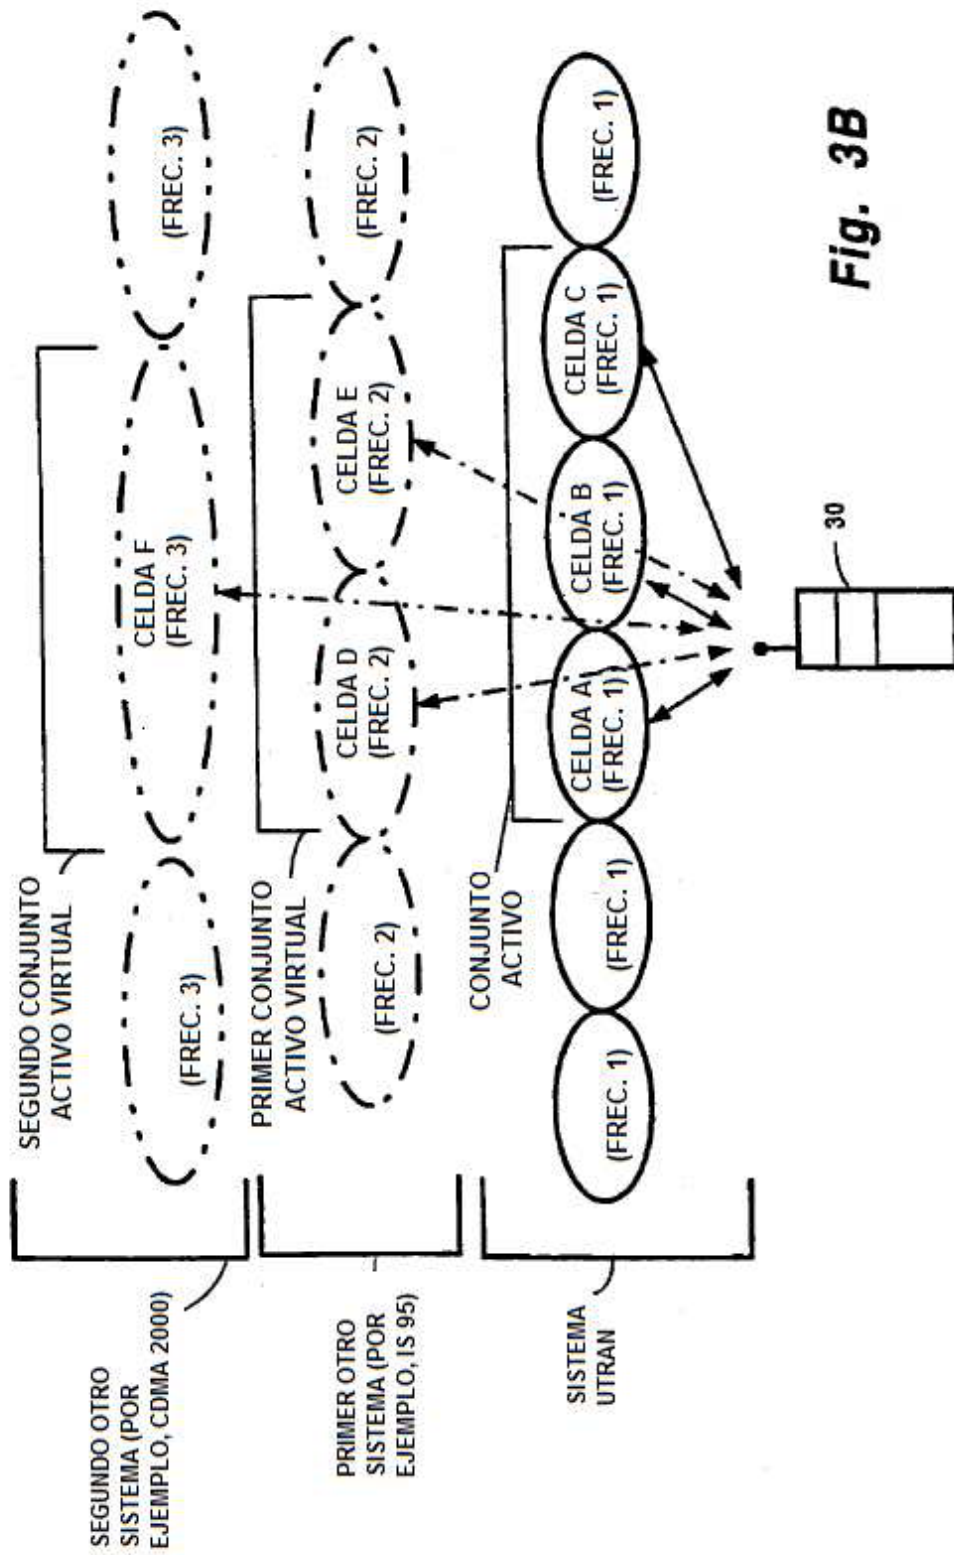 SEGUNDO OTRO
SISTEMA (POR
EJEMPLO, CDMA 2000)
SEGUNDO CONJUNTO
ACTIVO VIRTUAL
(FREC. 3)
CELDA F
(FREC. 3)
(FREC. 3)
PRIMER OTRO
SISTEMA (POR
EJEMPLO, IS 95)
PRIMER CONJUNTO
ACTIVO VIRTUAL
(FREC. 2)
CELDA D
(FREC. 2)
CELDA E
(FREC. 2)
(FREC. 2)
SISTEMA
UTRAN
CONJUNTO
ACTIVO
(FREC. 1)
(FREC. 1)
CELDA A
(FREC. 1)
CELDA B
(FREC. 1)
CELDA C
(FREC. 1)
(FREC. 1)
30
Fig. 3B